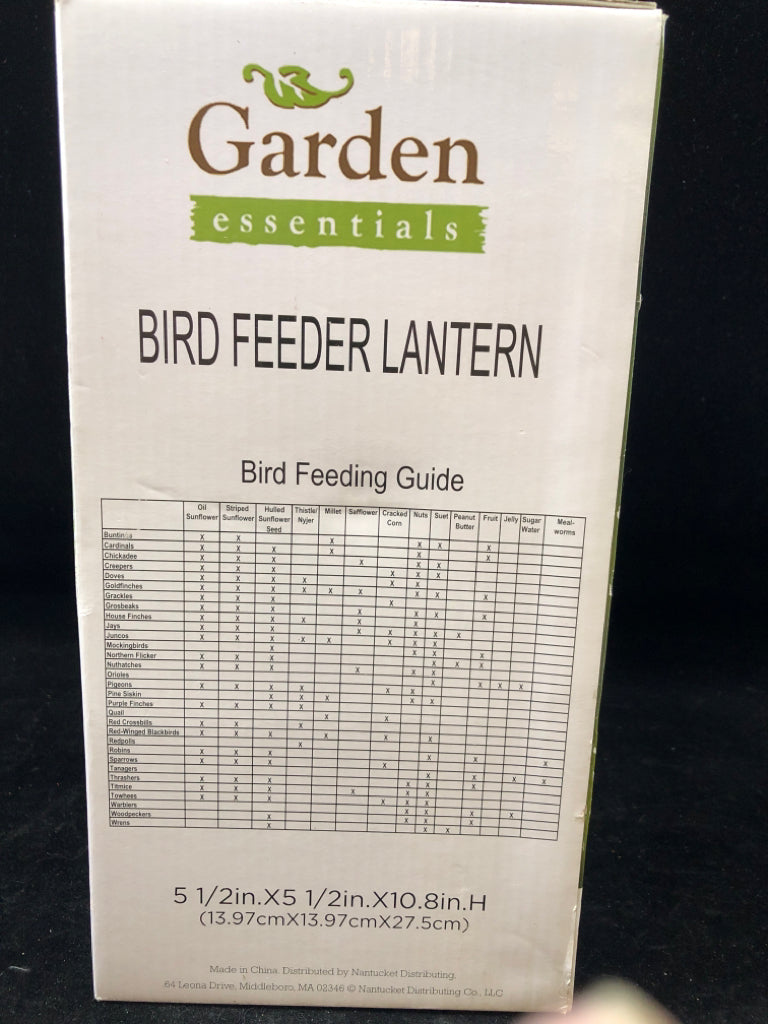 Garden
essentials
BIRD FEEDER LANTERN
Bird Feeding Guide
Oil Sunflower Striped Sunflower Hulled Sunflower Seed Thistle/ Nyjer Millet Safflower Cracked Corn Nuts Suet Peanut Butter Fruit Jelly Sugar Water Meal-worms
Buntings
Cardinals
Chickadee
Creepers
Doves
Goldfinches
Grackles
Grosbeaks
House Finches
Jays
Juncos
Mockingbirds
Northern Flicker
Nuthatches
Orioles
Pigeons
Pine Siskin
Purple Finches
Quail
Red Crossbills
Red-Winged Blackbirds
Redpolls
Robins
Sparrows
Tanagers
Thrashers
Titmice
Towhees
Warblers
Woodpeckers
Wrens
5 1/2in.X5 1/2in.X10.8in.H
(13.97cmX13.97cmX27.5cm)
Made in China. Distributed by Nantucket Distributing.
64 Leona Drive, Middleboro, MA 02346 © Nantucket Distributing Co., LLC